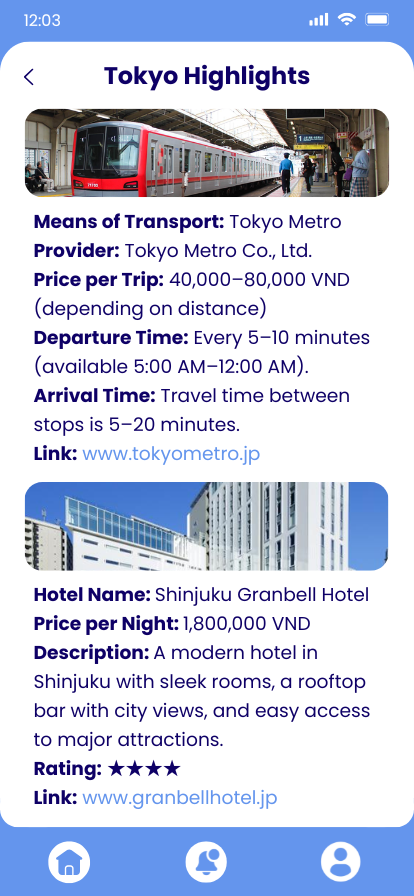 12:03
Tokyo Highlights
Means of Transport: Tokyo Metro
Provider: Tokyo Metro Co., Ltd.
Price per Trip: 40,000–80,000 VND
(depending on distance)
Departure Time: Every 5–10 minutes
(available 5:00 AM–12:00 AM).
Arrival Time: Travel time between
stops is 5–20 minutes.
Link: www.tokyometro.jp
Hotel Name: Shinjuku Granbell Hotel
Price per Night: 1,800,000 VND
Description: A modern hotel in
Shinjuku with sleek rooms, a rooftop
bar with city views, and easy access
to major attractions.
Rating: ★★★★
Link: www.granbellhotel.jp